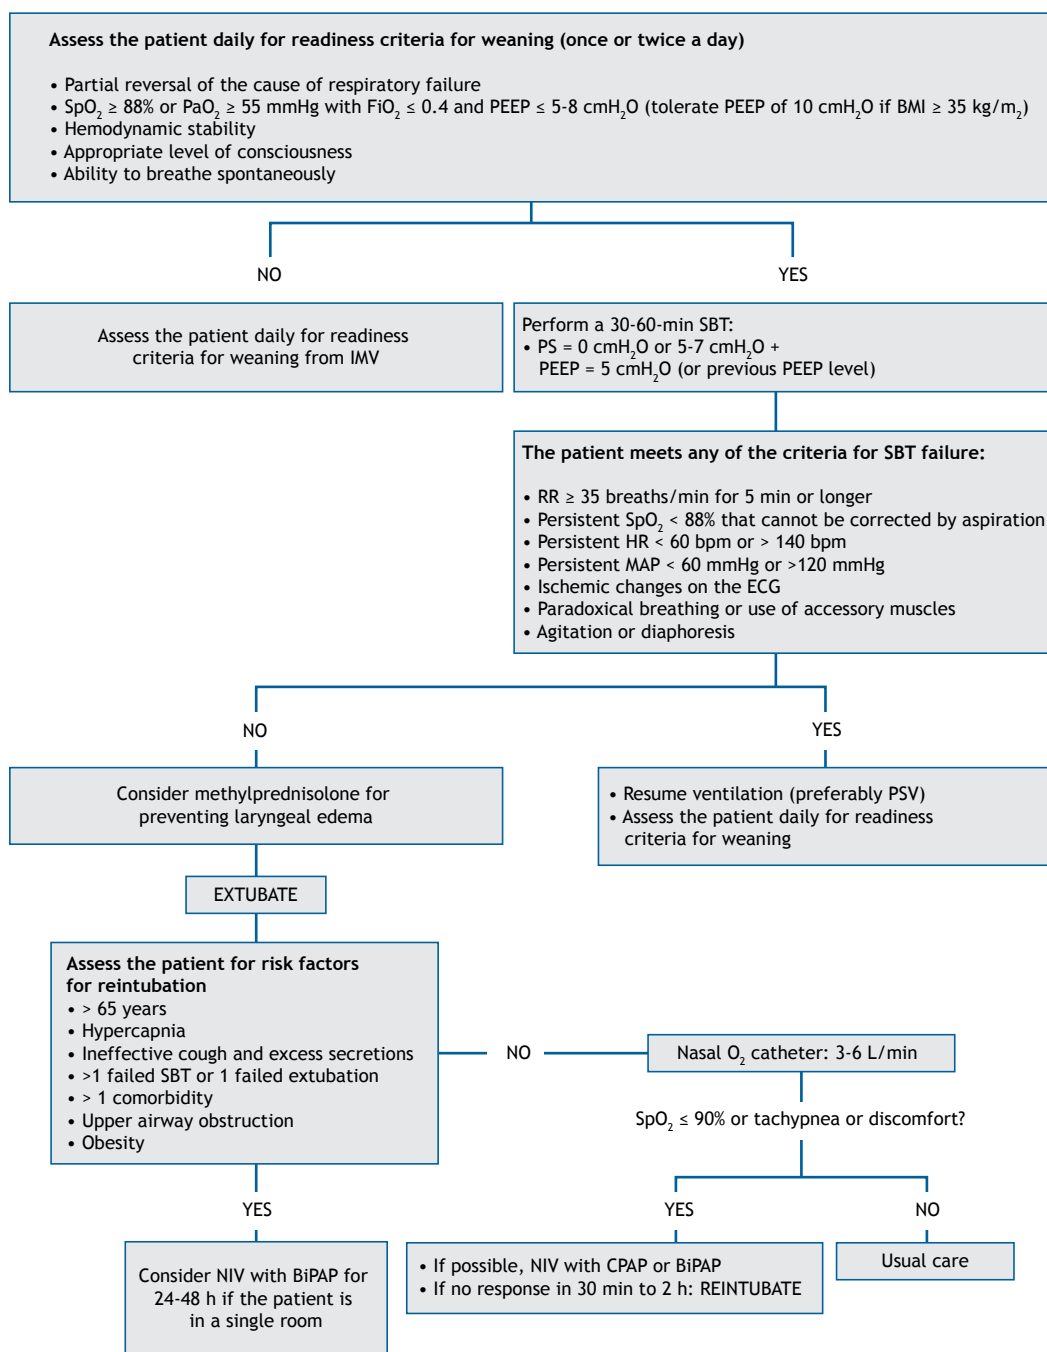 Assess the patient daily for readiness criteria for weaning (once or twice a day)
• Partial reversal of the cause of respiratory failure
• SpO₂ ≥ 88% or PaO₂ ≥ 55 mmHg with FiO₂ ≤ 0.4 and PEEP ≤ 5-8 cmH₂O (tolerate PEEP of 10 cmH₂O if BMI ≥ 35 kg/m₂)
• Hemodynamic stability
• Appropriate level of consciousness
• Ability to breathe spontaneously
NO
YES
Assess the patient daily for readiness
criteria for weaning from IMV
Perform a 30-60-min SBT:
• PS = 0 cmH₂O or 5-7 cmH₂O +
PEEP = 5 cmH₂O (or previous PEEP level)
The patient meets any of the criteria for SBT failure:
• RR ≥ 35 breaths/min for 5 min or longer
• Persistent SpO₂ < 88% that cannot be corrected by aspiration
• Persistent HR < 60 bpm or > 140 bpm
• Persistent MAP < 60 mmHg or >120 mmHg
• Ischemic changes on the ECG
• Paradoxical breathing or use of accessory muscles
• Agitation or diaphoresis
NO
YES
Consider methylprednisolone for
preventing laryngeal edema
• Resume ventilation (preferably PSV)
• Assess the patient daily for readiness
criteria for weaning
EXTUBATE
Assess the patient for risk factors
for reintubation
• > 65 years
• Hypercapnia
• Ineffective cough and excess secretions
• >1 failed SBT or 1 failed extubation
• > 1 comorbidity
• Upper airway obstruction
• Obesity
NO
Nasal O₂ catheter: 3-6 L/min
SpO₂ ≤ 90% or tachypnea or discomfort?
YES
YES
NO
Consider NIV with BiPAP for
24-48 h if the patient is
in a single room
• If possible, NIV with CPAP or BiPAP
• If no response in 30 min to 2 h: REINTUBATE
Usual care